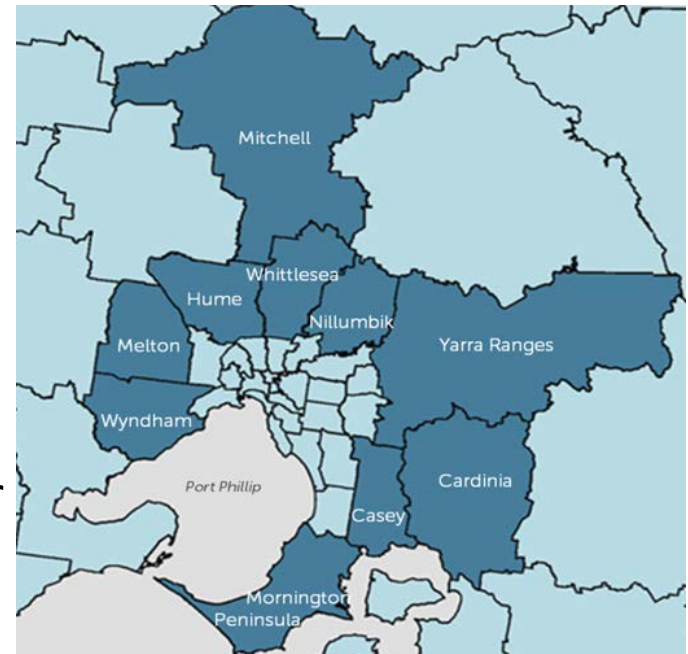 Mitchell
Whittlesea
Hume
Nillumbik
Melton
Yarra Ranges
Wyndham
Cardinia
Port Phillip
Casey
Mornington
Peninsula